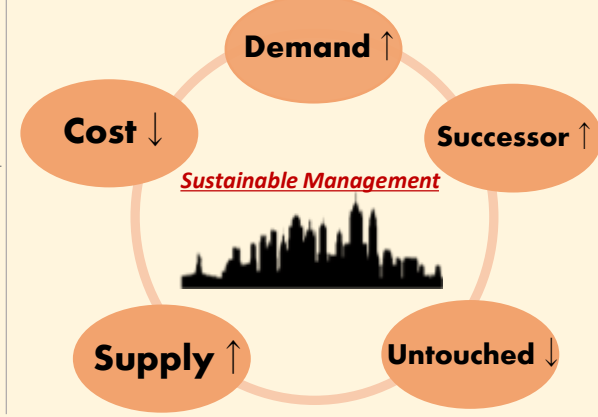 Demand ↑
Cost ↓
Successor ↑
Sustainable Management
Supply ↑
Untouched ↓